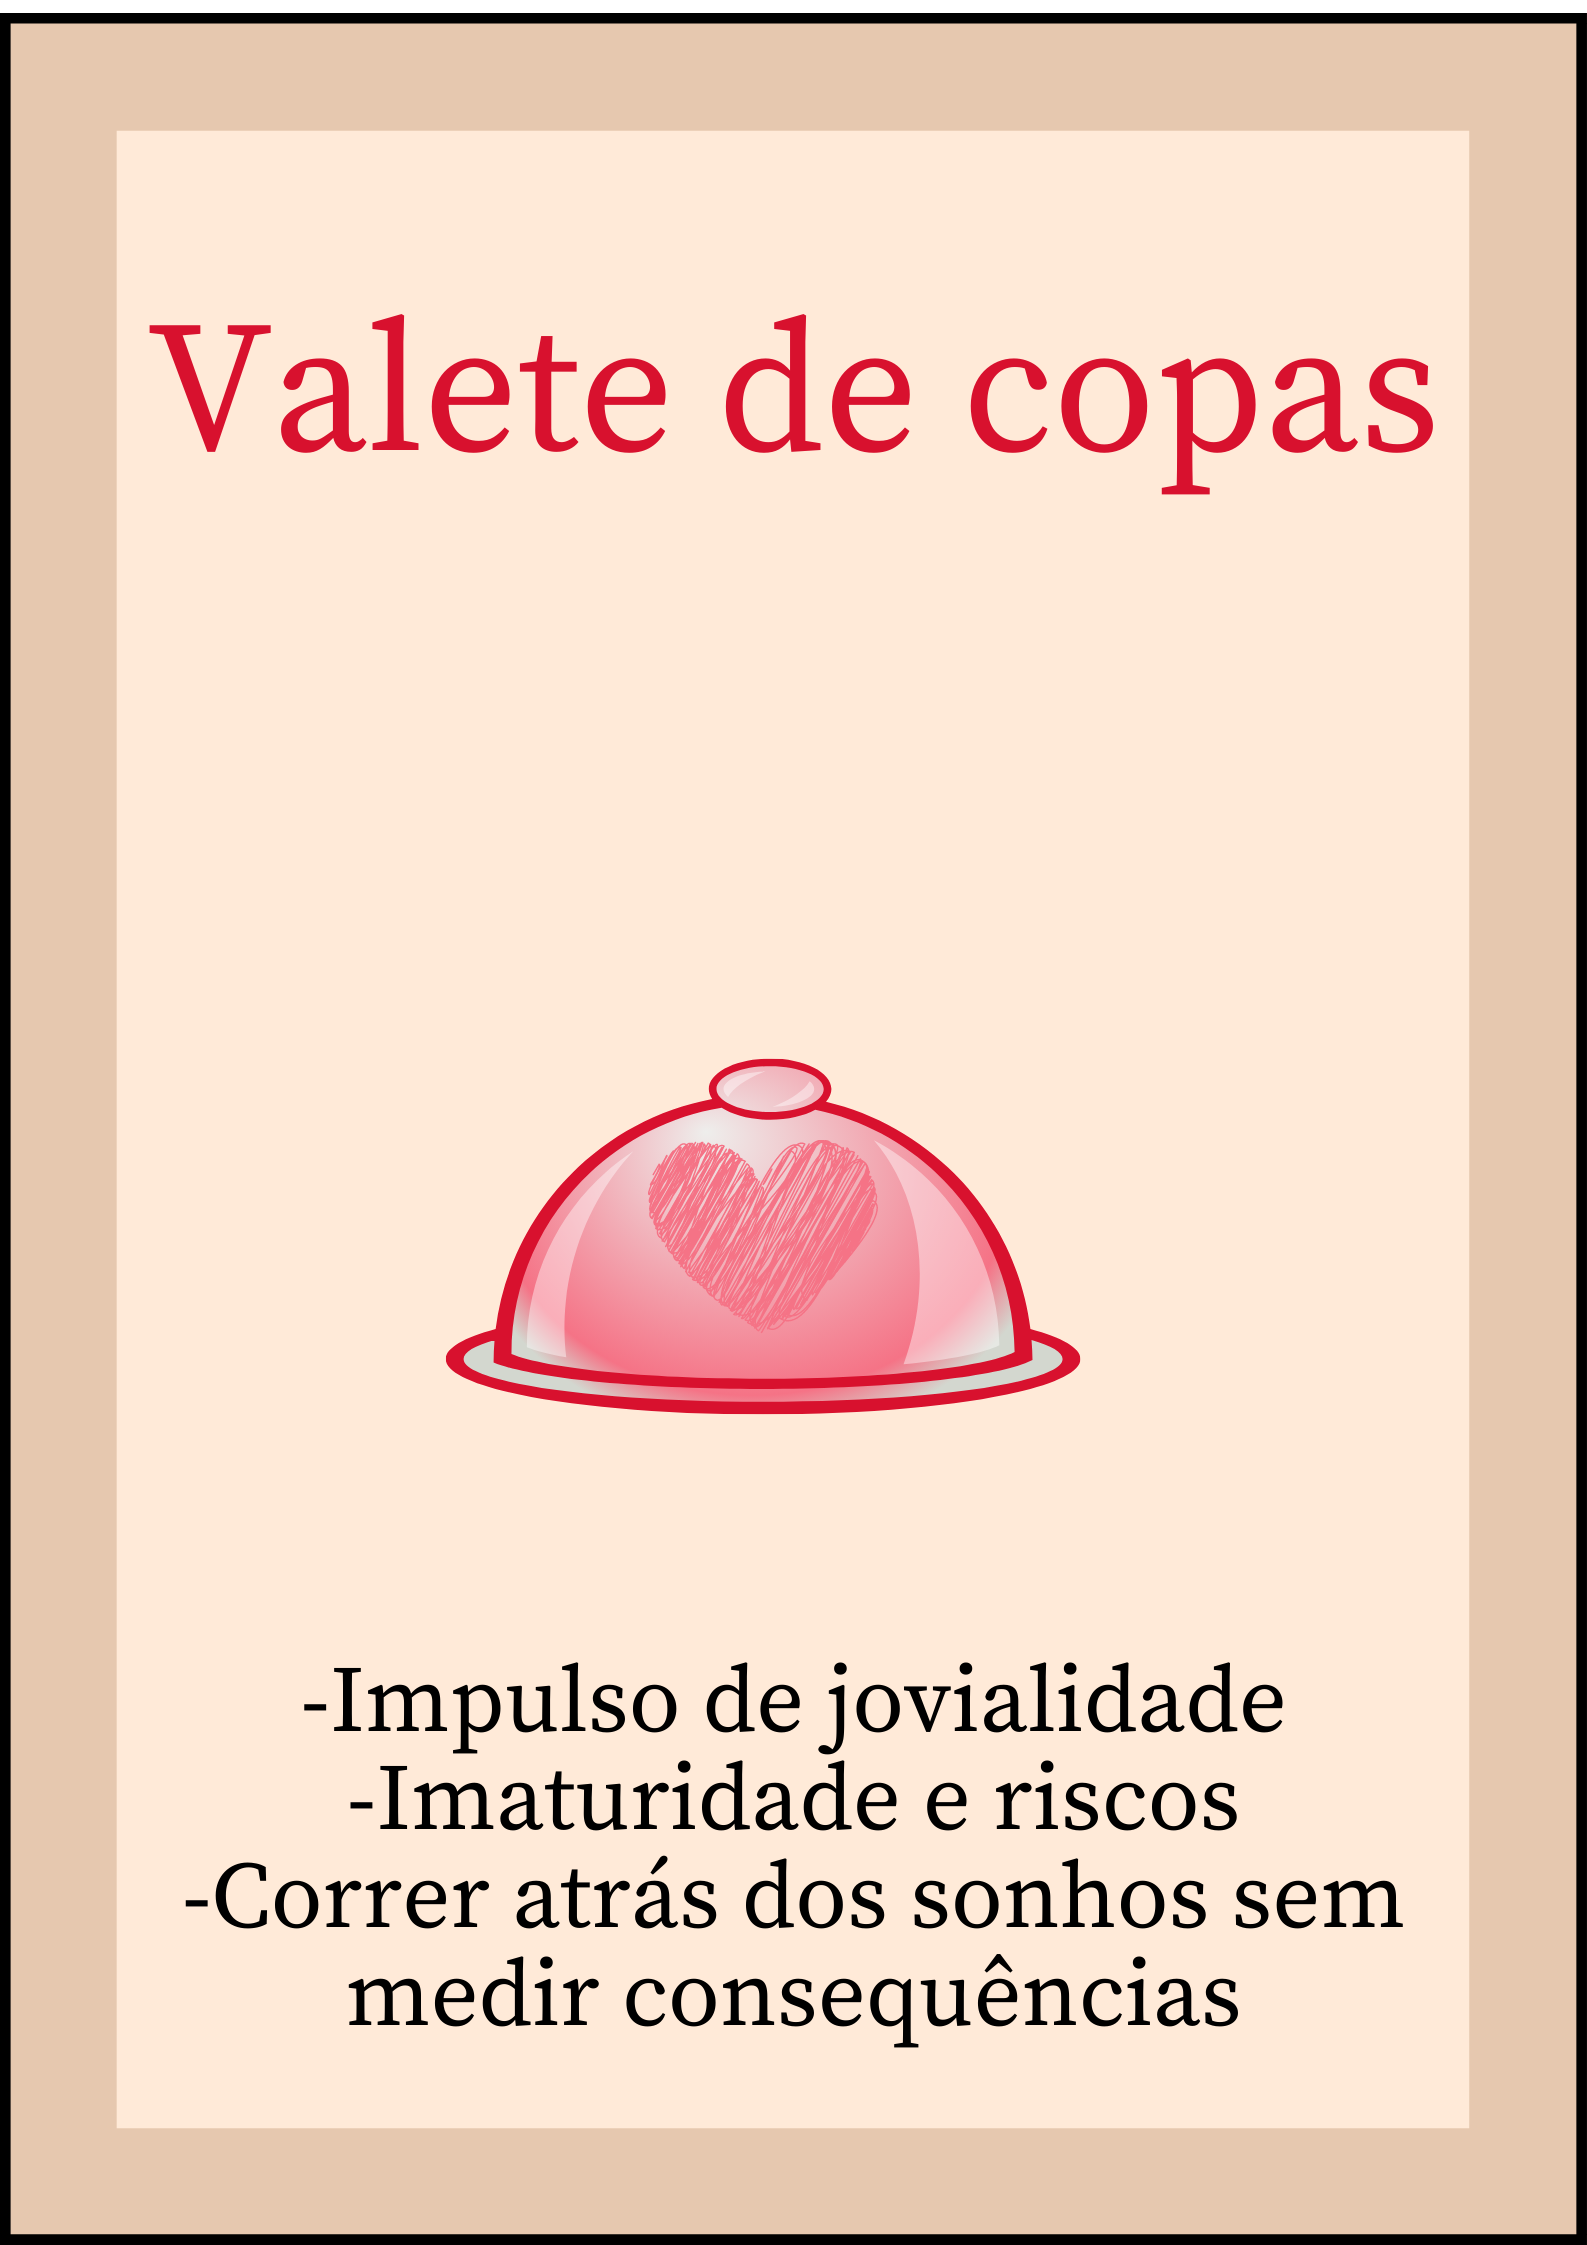 Valete de copas
-Impulso de jovialidade
-Imaturidade e riscos
-Correr atrás dos sonhos sem
medir consequências